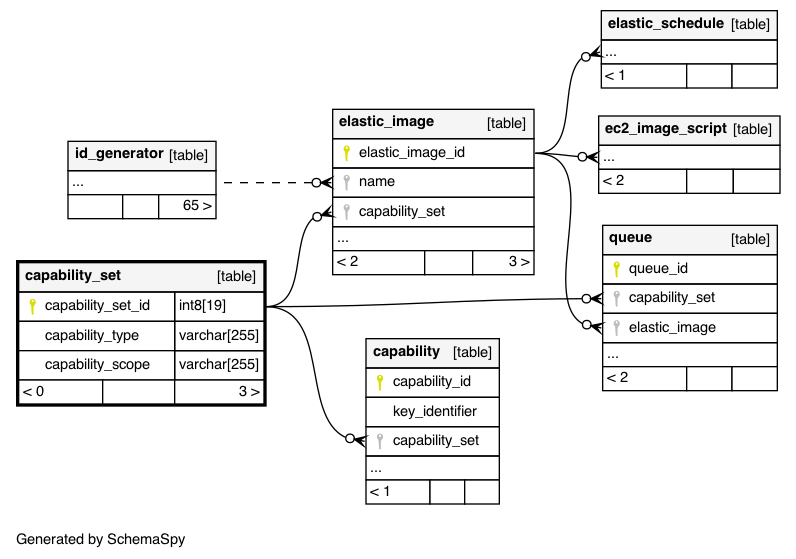 elastic_schedule [table]
...
< 1
elastic_image [table]
elastic_image_id
name
capability_set
...
< 2 3 >
ec2_image_script [table]
...
< 2
id_generator [table]
...
65 >
queue [table]
queue_id
capability_set
elastic_image
...
< 2
capability_set [table]
capability_set_id int8[19]
capability_type varchar[255]
capability_scope varchar[255]
< 0 3 >
capability [table]
capability_id
key_identifier
capability_set
...
< 1
Generated by SchemaSpy